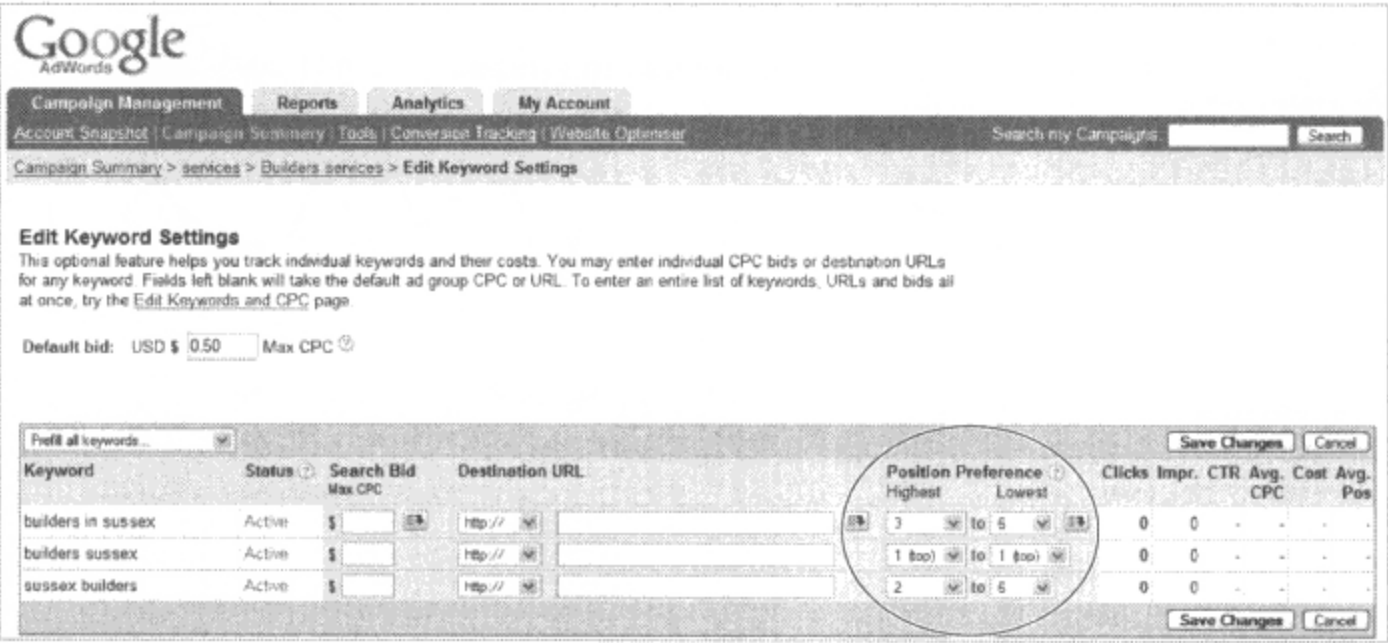 Google
AdWords
Campaign Management Reports Analytics My Account
Account Snapshot | Campaign Summary | Tools | Conversion Tracking | Website Optimiser Search my Campaigns: Search
Campaign Summary > services > Builders services > Edit Keyword Settings
Edit Keyword Settings
This optional feature helps you track individual keywords and their costs. You may enter individual CPC bids or destination URLs
for any keyword. Fields left blank will take the default ad group CPC or URL. To enter an entire list of keywords, URLs and bids all
at once, try the Edit Keywords and CPC page.
Default bid: USD $ 0.50 Max CPC ?
Prefill all keywords... Save Changes Cancel
Keyword Status ? Search Bid Destination URL Position Preference ? Clicks Impr. CTR Avg. Cost Avg.
Max CPC Highest Lowest CPC Pos
builders in sussex Active $ http:// 3 to 6 0 0 - - - -
builders sussex Active $ http:// 1 (top) to 1 (top) 0 0 - - - -
sussex builders Active $ http:// 2 to 6 0 0 - - - -
Save Changes Cancel